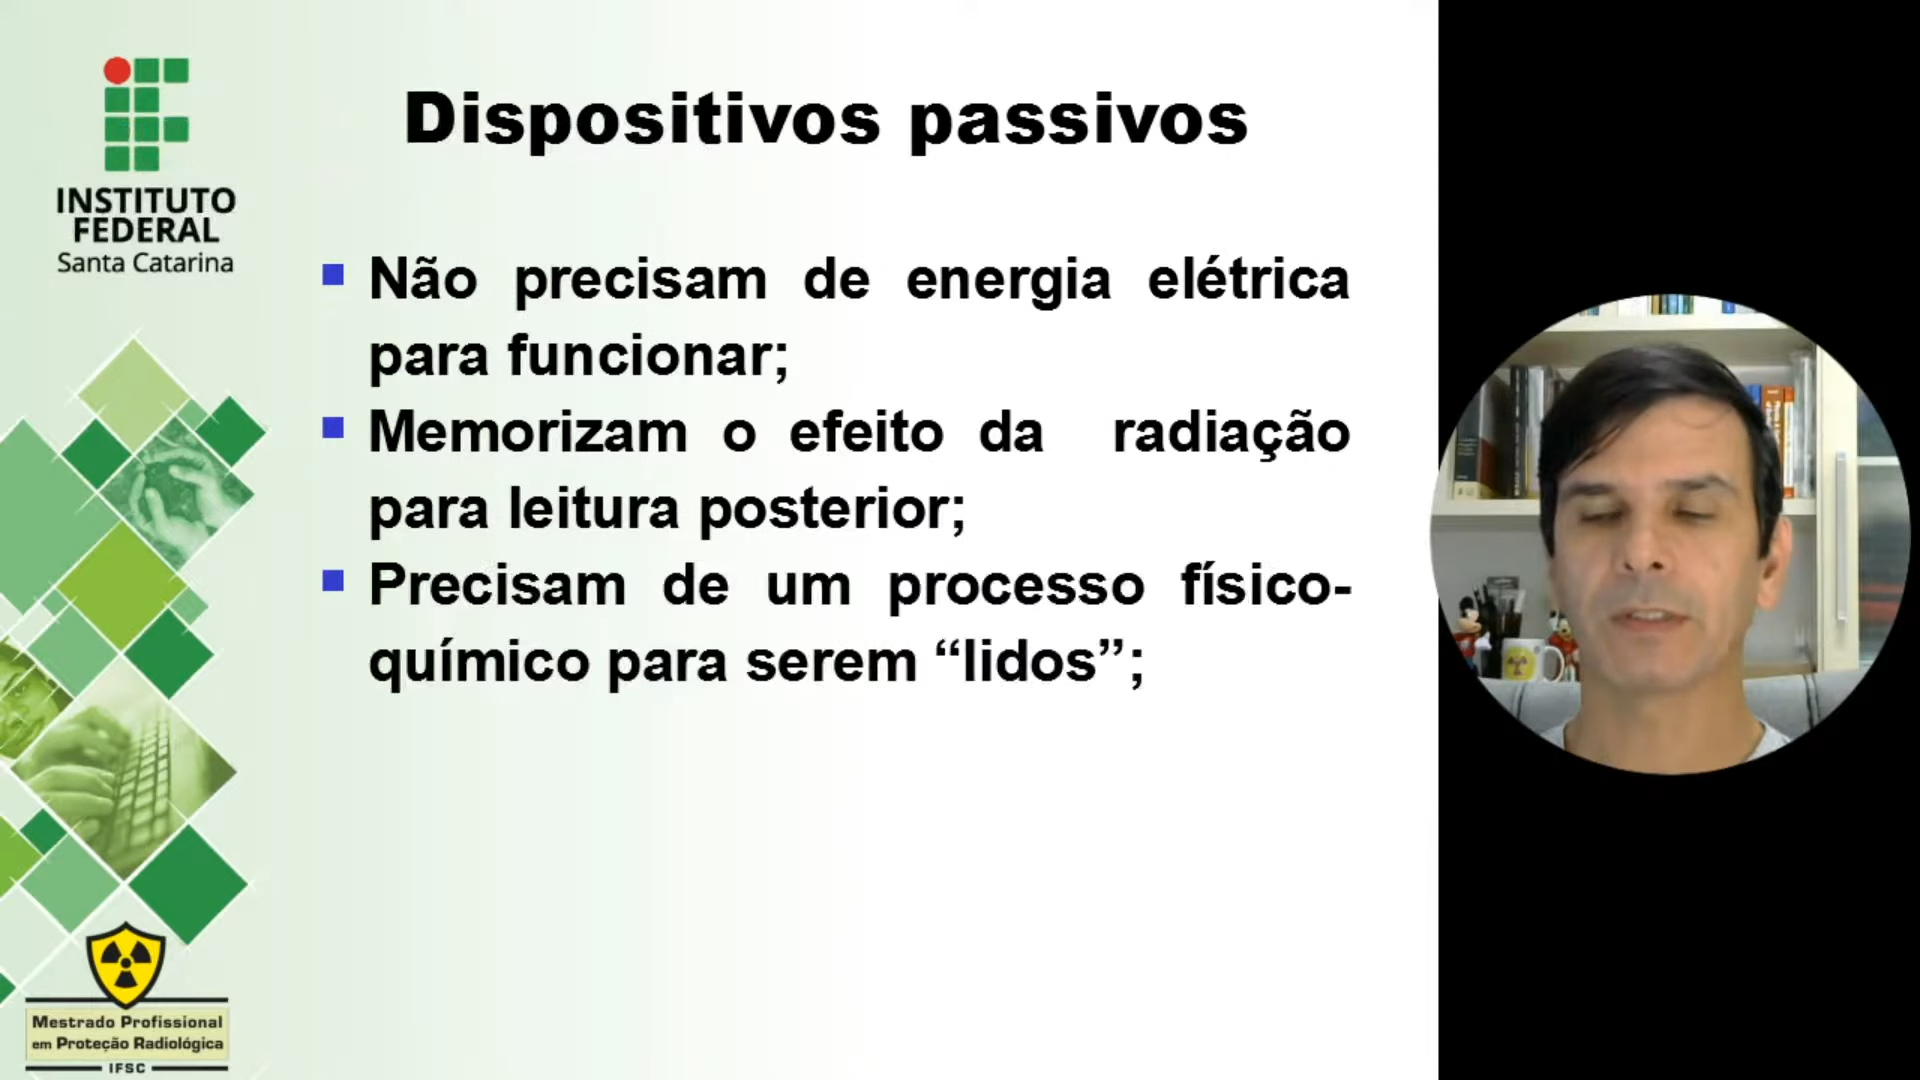 INSTITUTO
FEDERAL
Santa Catarina
Dispositivos passivos
Não precisam de energia elétrica
para funcionar;
Memorizam o efeito da radiação
para leitura posterior;
Precisam de um processo físico-
químico para serem “lidos”;
Mestrado Profissional
em Proteção Radiológica
IFSC